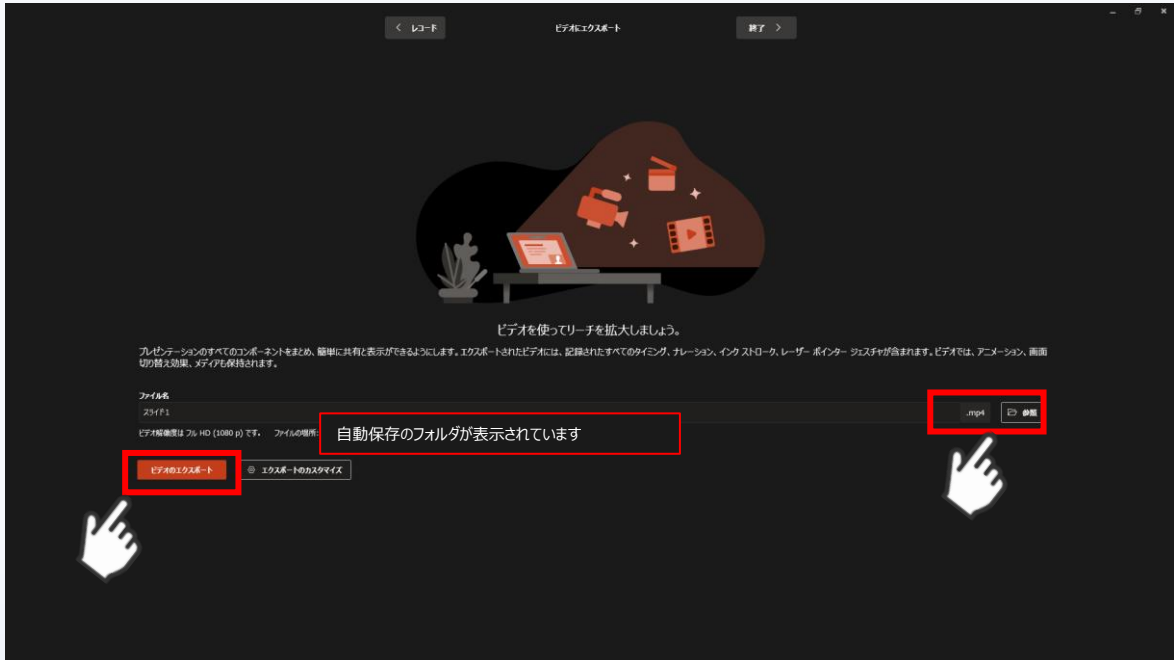 レコード
ビデオにエクスポート
終了
ビデオを使ってリーチを拡大しましょう。
プレゼンテーションのすべてのコンポーネントをまとめ、簡単に共有と表示ができるようにします。エクスポートされたビデオには、記録されたすべてのタイミング、ナレーション、インク ストローク、レーザー ポインター ジェスチャが含まれます。ビデオでは、アニメーション、画面
切り替え効果、メディアも保持されます。
ファイル名
スライド1
.mp4
参照
ビデオ解像度は フル HD (1080 p) です。 ファイルの場所:
自動保存のフォルダが表示されています
ビデオのエクスポート
エクスポートのカスタマイズ